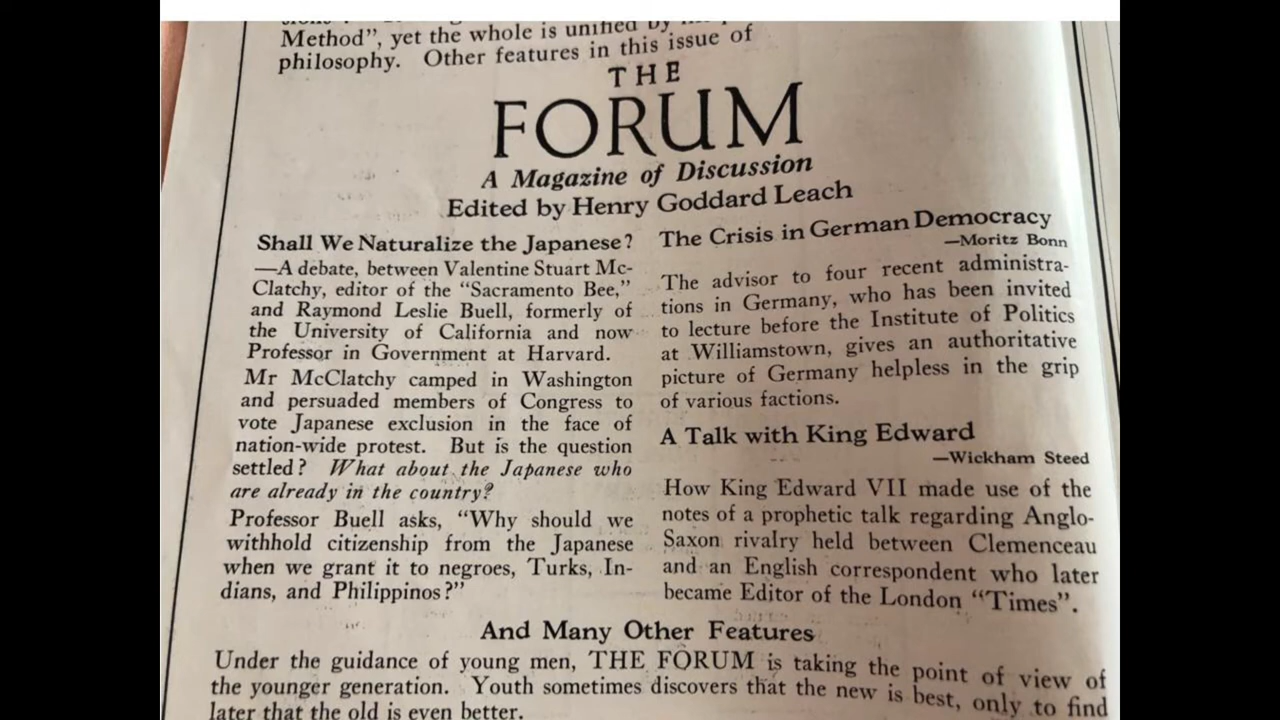 Method", yet the whole is unified by
philosophy. Other features in this issue of
THE
FORUM
A Magazine of Discussion
Edited by Henry Goddard Leach
Shall We Naturalize the Japanese?
—A debate, between Valentine Stuart Mc-
Clatchy, editor of the "Sacramento Bee,"
and Raymond Leslie Buell, formerly of
the University of California and now
Professor in Government at Harvard.
Mr McClatchy camped in Washington
and persuaded members of Congress to
vote Japanese exclusion in the face of
nation-wide protest. But is the question
settled? What about the Japanese who
are already in the country?
Professor Buell asks, "Why should we
withhold citizenship from the Japanese
when we grant it to negroes, Turks, In-
dians, and Philippinos?"
The Crisis in German Democracy
—Moritz Bonn
The advisor to four recent administra-
tions in Germany, who has been invited
to lecture before the Institute of Politics
at Williamstown, gives an authoritative
picture of Germany helpless in the grip
of various factions.
A Talk with King Edward
—Wickham Steed
How King Edward VII made use of the
notes of a prophetic talk regarding Anglo-
Saxon rivalry held between Clemenceau
and an English correspondent who later
became Editor of the London "Times".
And Many Other Features
Under the guidance of young men, THE FORUM is taking the point of view of
the younger generation. Youth sometimes discovers that the new is best, only to find
later that the old is even better.